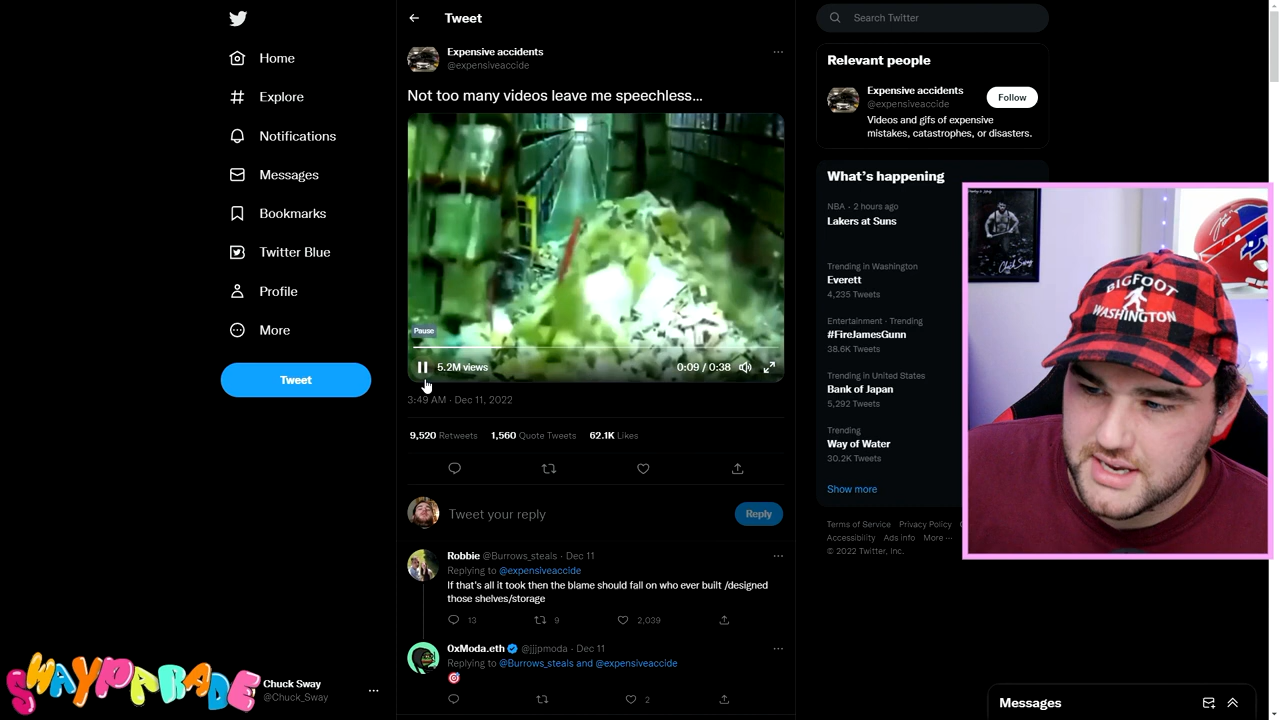 Home
Explore
Notifications
Messages
Bookmarks
Twitter Blue
Profile
More
Tweet
SWAYPARADE
Chuck Sway
@Chuck_Sway
Tweet
Expensive accidents
@expensiveaccide
Not too many videos leave me speechless...
Pause
5.2M views
0:09 / 0:38
3:49 AM · Dec 11, 2022
9,520 Retweets 1,560 Quote Tweets 62.1K Likes
Tweet your reply
Reply
Robbie @Burrows_steals · Dec 11
Replying to @expensiveaccide
If that's all it took then the blame should fall on who ever built /designed
those shelves/storage
13 9 2,039
0xModa.eth @jjjpmoda · Dec 11
Replying to @Burrows_steals and @expensiveaccide
2
Search Twitter
Relevant people
Expensive accidents
@expensiveaccide
Follow
Videos and gifs of expensive
mistakes, catastrophes, or disasters.
What's happening
NBA · 2 hours ago
Lakers at Suns
Trending in Washington
Everett
4,235 Tweets
Entertainment · Trending
#FireJamesGunn
38.6K Tweets
Trending in United States
Bank of Japan
5,292 Tweets
Trending
Way of Water
30.2K Tweets
Show more
Terms of Service Privacy Policy
Accessibility Ads info More ...
© 2022 Twitter, Inc.
Chuck Sway
BIGFOOT
WASHINGTON
Messages